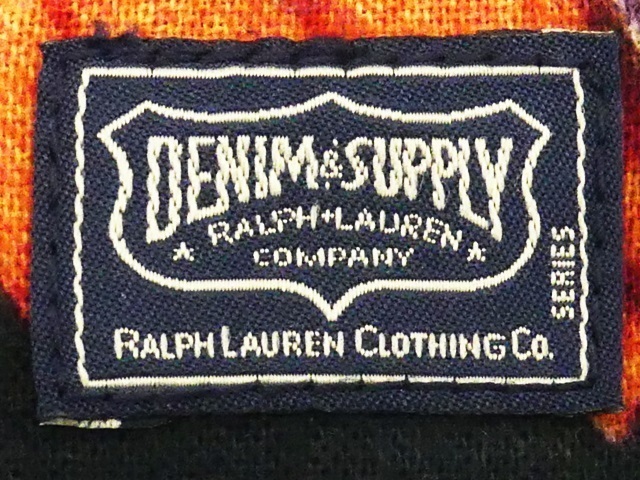 DENIM & SUPPLY
RALPH+LAUREN
COMPANY
SERIES
RALPH LAUREN CLOTHING CO.